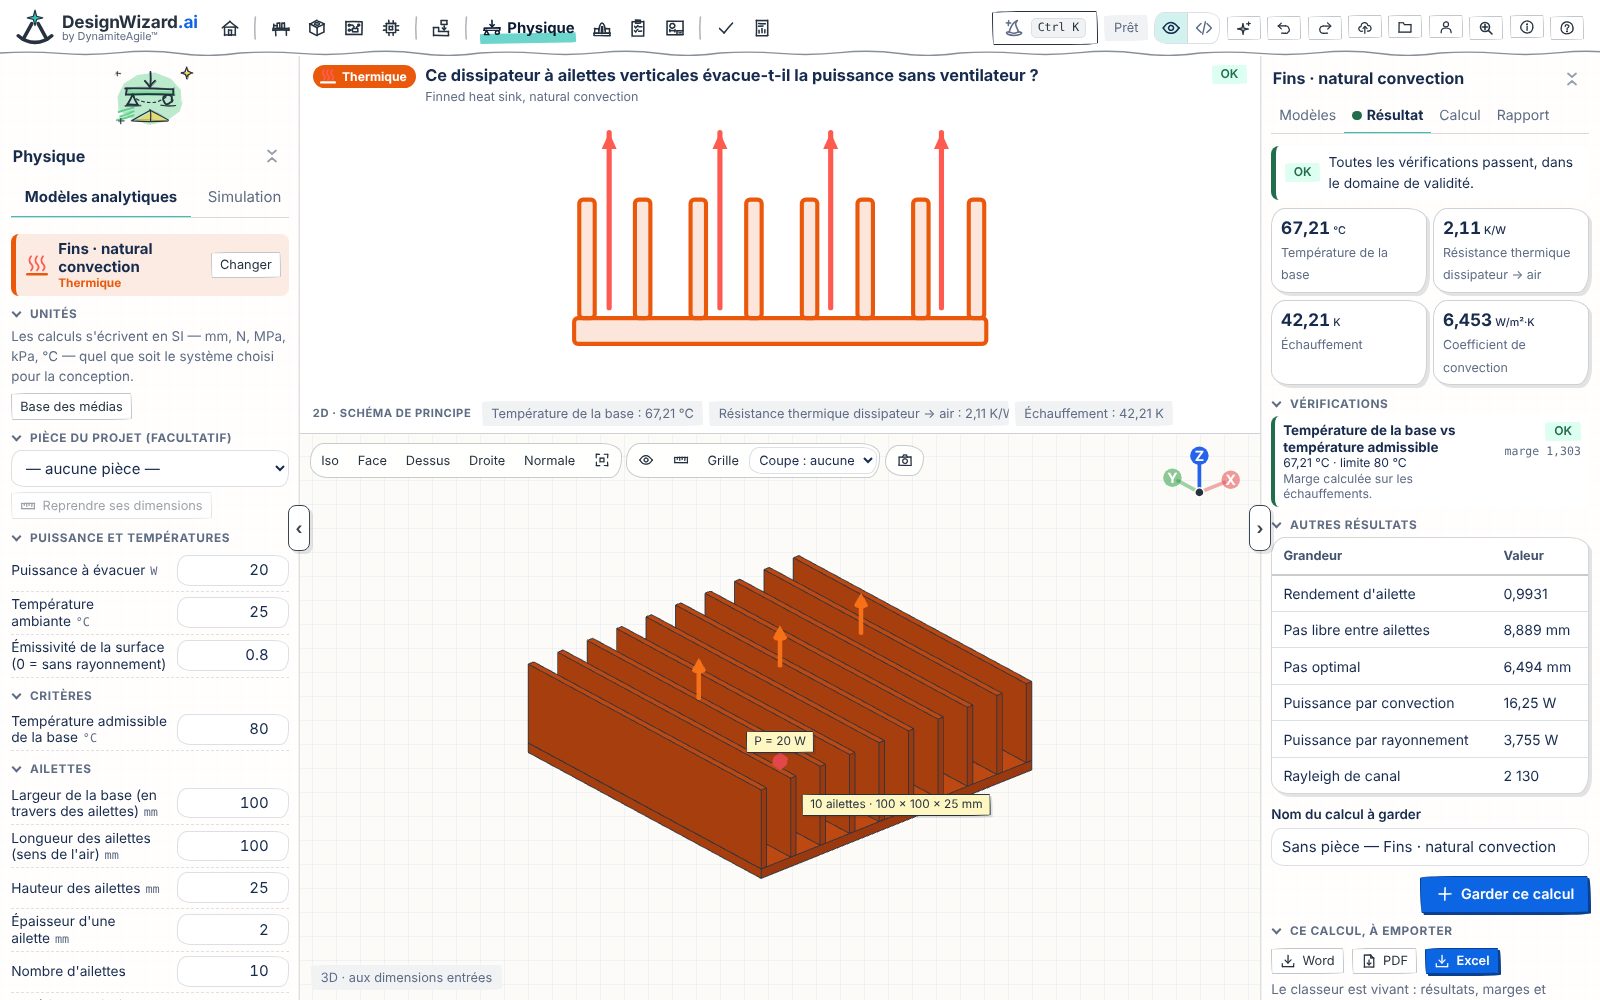 DesignWizard.ai
by DynamiteAgile™
Physique
Ctrl K
Prêt
Physique
Modèles analytiques
Simulation
Fins · natural
convection
Thermique
Changer
UNITÉS
Les calculs s'écrivent en SI — mm, N, MPa,
kPa, °C — quel que soit le système choisi
pour la conception.
Base des médias
PIÈCE DU PROJET (FACULTATIF)
— aucune pièce —
Reprendre ses dimensions
PUISSANCE ET TEMPÉRATURES
Puissance à évacuer W
20
Température
ambiante °C
25
Émissivité de la surface
(0 = sans rayonnement)
0.8
CRITÈRES
Température admissible
de la base °C
80
AILETTES
Largeur de la base (en
travers des ailettes) mm
100
Longueur des ailettes
(sens de l'air) mm
100
Hauteur des ailettes mm
25
Épaisseur d'une
ailette mm
2
Nombre d'ailettes
10
Thermique
Ce dissipateur à ailettes verticales évacue-t-il la puissance sans ventilateur ?
OK
Finned heat sink, natural convection
2D · SCHÉMA DE PRINCIPE
Température de la base : 67,21 °C
Résistance thermique dissipateur → air : 2,11 K/W
Échauffement : 42,21 K
Iso
Face
Dessus
Droite
Normale
Grille
Coupe : aucune
Z
Y
X
P = 20 W
10 ailettes · 100 × 100 × 25 mm
3D · aux dimensions entrées
Fins · natural convection
Modèles
Résultat
Calcul
Rapport
OK
Toutes les vérifications passent, dans
le domaine de validité.
67,21 °C
Température de la
base
2,11 K/W
Résistance thermique
dissipateur → air
42,21 K
Échauffement
6,453 W/m²·K
Coefficient de
convection
VÉRIFICATIONS
Température de la base vs
température admissible
OK
marge 1,303
67,21 °C · limite 80 °C
Marge calculée sur les
échauffements.
AUTRES RÉSULTATS
Grandeur
Valeur
Rendement d'ailette
0,9931
Pas libre entre ailettes
8,889 mm
Pas optimal
6,494 mm
Puissance par convection
16,25 W
Puissance par rayonnement
3,755 W
Rayleigh de canal
2 130
Nom du calcul à garder
Sans pièce — Fins · natural convection
Garder ce calcul
CE CALCUL, À EMPORTER
Word
PDF
Excel
Le classeur est vivant : résultats, marges et